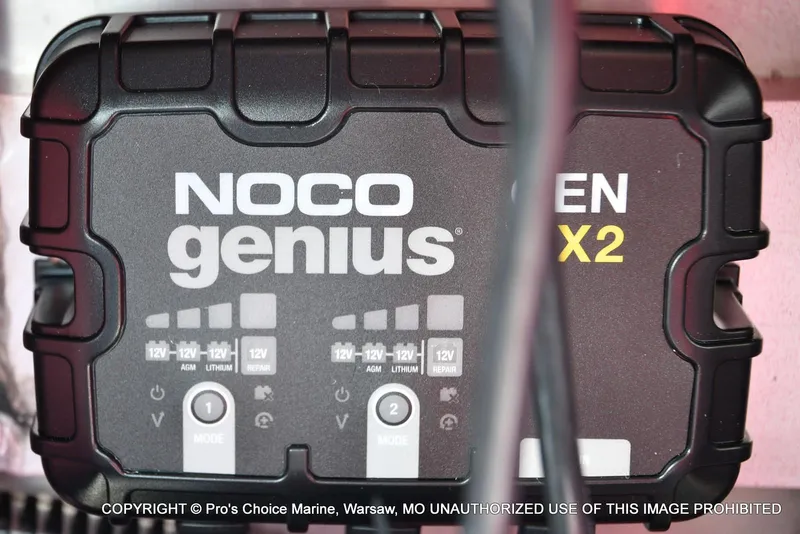 NOCO
genius®
EN
X2
12V 12V 12V 12V
AGM LITHIUM REPAIR
12V 12V 12V 12V
AGM LITHIUM REPAIR
1
MODE
2
MODE
COPYRIGHT © Pro's Choice Marine, Warsaw, MO UNAUTHORIZED USE OF THIS IMAGE PROHIBITED